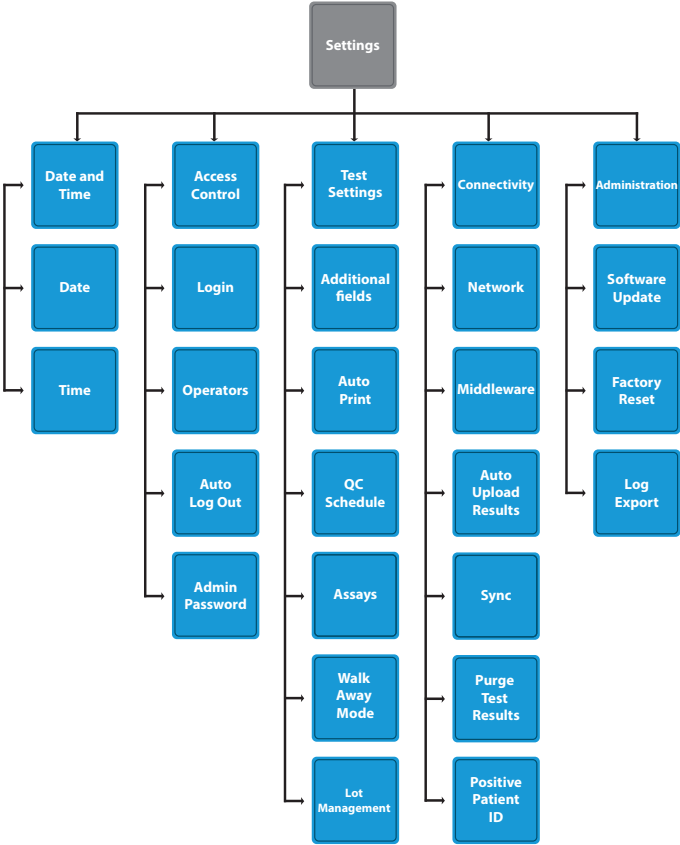 Settings
Date and
Time
Date
Time
Access
Control
Login
Operators
Auto
Log Out
Admin
Password
Test
Settings
Additional
fields
Auto
Print
QC
Schedule
Assays
Walk
Away
Mode
Lot
Management
Connectivity
Network
Middleware
Auto
Upload
Results
Sync
Purge
Test
Results
Positive
Patient
ID
Administration
Software
Update
Factory
Reset
Log
Export